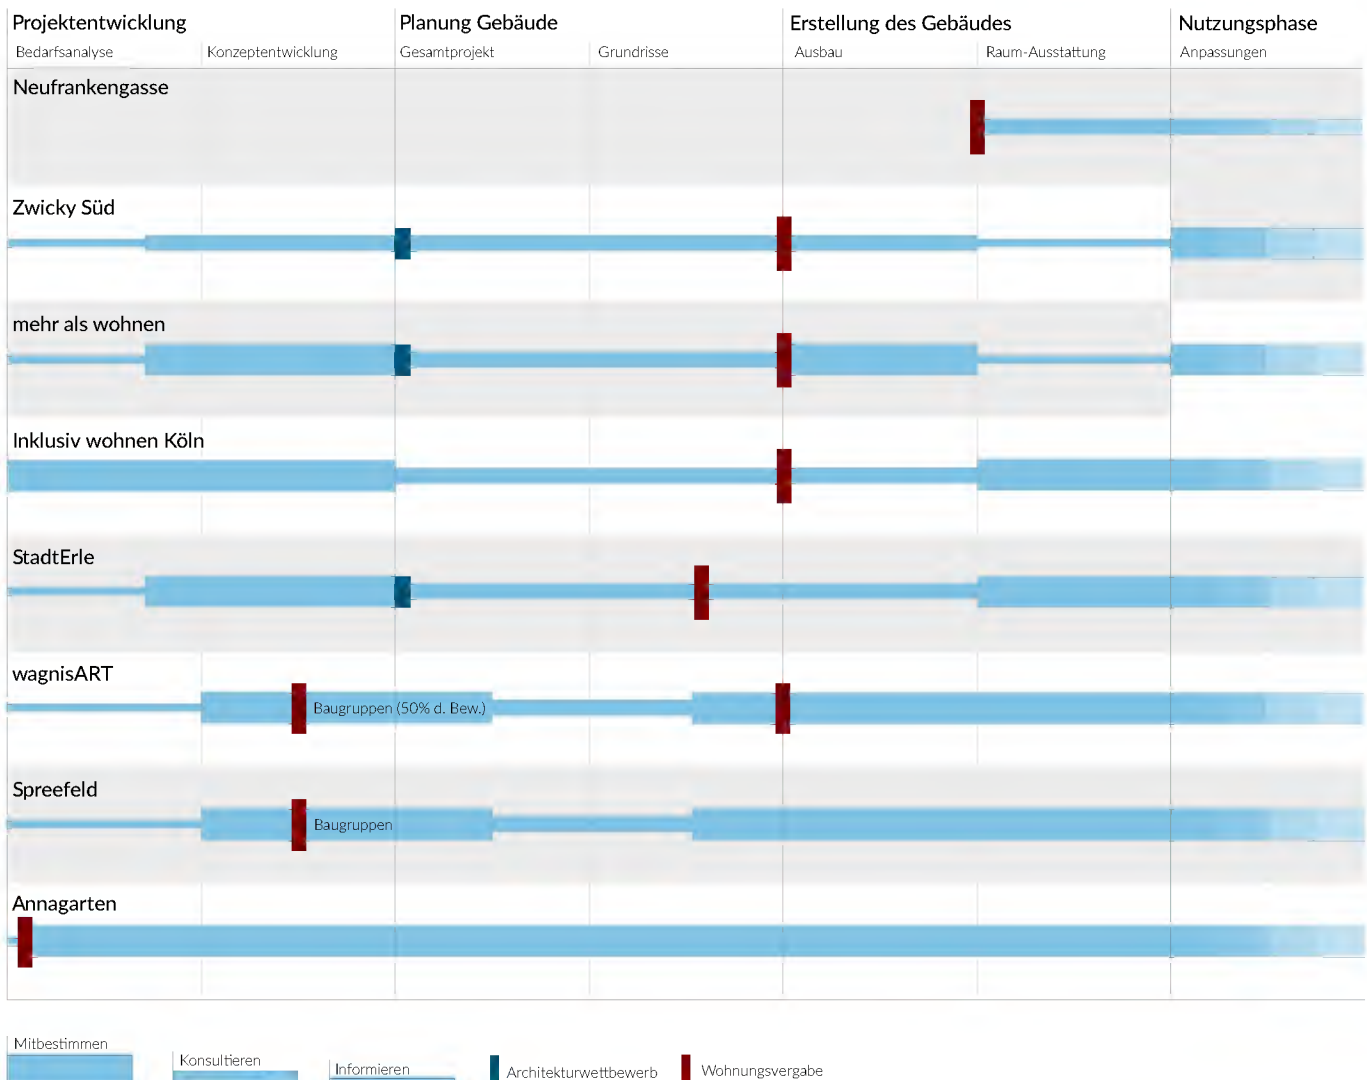 Projektentwicklung Planung Gebäude Erstellung des Gebäudes Nutzungsphase
Bedarfsanalyse Konzeptentwicklung Gesamtprojekt Grundrisse Ausbau Raum-Ausstattung Anpassungen
Neufrankengasse
Zwicky Süd
mehr als wohnen
Inklusiv wohnen Köln
StadtErle
wagnisART
Baugruppen (50% d. Bew.)
Spreefeld
Baugruppen
Annagarten
Mitbestimmen
Konsultieren
Informieren
Architekturwettbewerb
Wohnungsvergabe